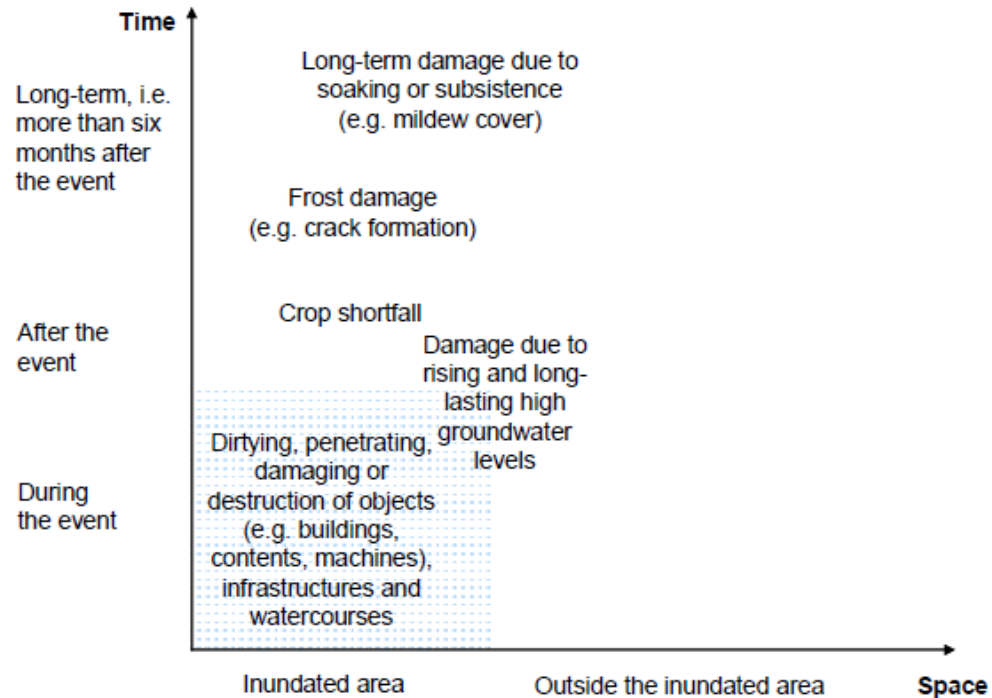 Time
Long-term damage due to
soaking or subsistence
(e.g. mildew cover)
Long-term, i.e.
more than six
months after
the event
Frost damage
(e.g. crack formation)
Crop shortfall
After the
event
Damage due to
rising and long-
lasting high
groundwater
levels
Dirtying, penetrating,
damaging or
destruction of objects
(e.g. buildings,
contents, machines),
infrastructures and
watercourses
During
the event
Inundated area
Outside the inundated area
Space